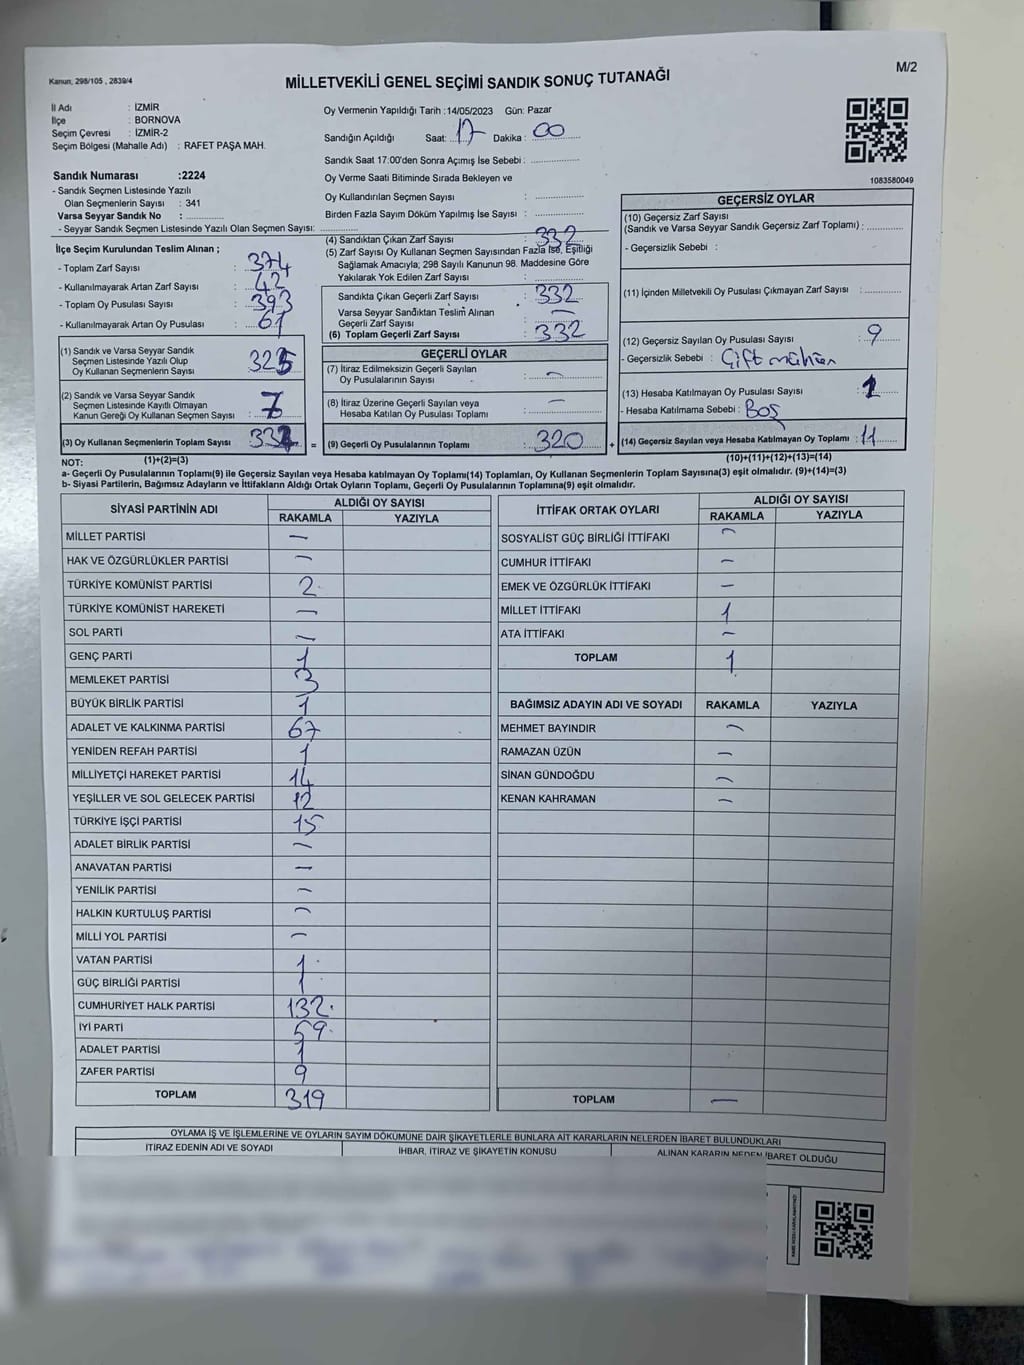 Kanun, 298/105 , 2839/4
MİLLETVEKİLİ GENEL SEÇİMİ SANDIK SONUÇ TUTANAĞI
M/2
İl Adı : İZMİR
İlçe : BORNOVA
Seçim Çevresi : İZMİR-2
Seçim Bölgesi (Mahalle Adı) : RAFET PAŞA MAH.
Sandık Numarası :2224
- Sandık Seçmen Listesinde Yazılı
Olan Seçmenlerin Sayısı : 341
Varsa Seyyar Sandık No : ..............
- Seyyar Sandık Seçmen Listesinde Yazılı Olan Seçmen Sayısı: ..............
Oy Vermenin Yapıldığı Tarih :14/05/2023 Gün: Pazar
Sandığın Açıldığı Saat: 17 Dakika : 00
Sandık Saat 17:00'den Sonra Açımış İse Sebebi : ..............
Oy Verme Saati Bitiminde Sırada Bekleyen ve
Oy Kullandırılan Seçmen Sayısı : ..............
Birden Fazla Sayım Döküm Yapılmış İse Sayısı : ..............
1083580049
İlçe Seçim Kurulundan Teslim Alınan ;
- Toplam Zarf Sayısı : 374
- Kullanılmayarak Artan Zarf Sayısı : 42
- Toplam Oy Pusulası Sayısı : 393
- Kullanılmayarak Artan Oy Pusulası : 61
(1) Sandık ve Varsa Seyyar Sandık
Seçmen Listesinde Yazılı Olup
Oy Kullanan Seçmenlerin Sayısı : 325
(2) Sandık ve Varsa Seyyar Sandık
Seçmen Listesinde Kayıtlı Olmayan
Kanun Gereği Oy Kullanan Seçmen Sayısı : 7
(3) Oy Kullanan Seçmenlerin Toplam Sayısı : 332
(4) Sandıktan Çıkan Zarf Sayısı : 332
(5) Zarf Sayısı Oy Kullanan Seçmen Sayısından Fazla İse, Eşitliği
Sağlamak Amacıyla; 298 Sayılı Kanunun 98. Maddesine Göre
Yakılarak Yok Edilen Zarf Sayısı : ..............
Sandıkta Çıkan Geçerli Zarf Sayısı : 332
Varsa Seyyar Sandıktan Teslim Alınan
Geçerli Zarf Sayısı : —
(6) Toplam Geçerli Zarf Sayısı : 332
GEÇERLİ OYLAR
(7) İtiraz Edilmeksizin Geçerli Sayılan
Oy Pusulalarının Sayısı : —
(8) İtiraz Üzerine Geçerli Sayılan veya
Hesaba Katılan Oy Pusulası Toplamı : —
= (9) Geçerli Oy Pusulalarının Toplamı : 320 +
GEÇERSİZ OYLAR
(10) Geçersiz Zarf Sayısı
(Sandık ve Varsa Seyyar Sandık Geçersiz Zarf Toplamı) : ..............
- Geçersizlik Sebebi :
(11) İçinden Milletvekili Oy Pusulası Çıkmayan Zarf Sayısı : ..............
(12) Geçersiz Sayılan Oy Pusulası Sayısı : 9
- Geçersizlik Sebebi : Çift mühür
(13) Hesaba Katılmayan Oy Pusulası Sayısı :
- Hesaba Katılmama Sebebi : BOŞ
(14) Geçersiz Sayılan veya Hesaba Katılmayan Oy Toplamı : 11
NOT: (1)+(2)=(3)
(10)+(11)+(12)+(13)=(14)
a- Geçerli Oy Pusulalarının Toplamı(9) ile Geçersiz Sayılan veya Hesaba katılmayan Oy Toplamı(14) Toplamları, Oy Kullanan Seçmenlerin Toplam Sayısına(3) eşit olmalıdır. (9)+(14)=(3)
b- Siyasi Partilerin, Bağımsız Adayların ve İttifakların Aldığı Ortak Oyların Toplamı, Geçerli Oy Pusulalarının Toplamına(9) eşit olmalıdır.
SİYASİ PARTİNİN ADI ALDIĞI OY SAYISI
RAKAMLA YAZIYLA
MİLLET PARTİSİ —
HAK VE ÖZGÜRLÜKLER PARTİSİ —
TÜRKİYE KOMÜNİST PARTİSİ 2
TÜRKİYE KOMÜNİST HAREKETİ —
SOL PARTİ —
GENÇ PARTİ 1
MEMLEKET PARTİSİ 3
BÜYÜK BİRLİK PARTİSİ 1
ADALET VE KALKINMA PARTİSİ 67
YENİDEN REFAH PARTİSİ 1
MİLLİYETÇİ HAREKET PARTİSİ 14
YEŞİLLER VE SOL GELECEK PARTİSİ 12
TÜRKİYE İŞÇİ PARTİSİ 15
ADALET BİRLİK PARTİSİ —
ANAVATAN PARTİSİ —
YENİLİK PARTİSİ —
HALKIN KURTULUŞ PARTİSİ —
MİLLİ YOL PARTİSİ —
VATAN PARTİSİ 1
GÜÇ BİRLİĞİ PARTİSİ 1
CUMHURİYET HALK PARTİSİ 132
İYİ PARTİ 59
ADALET PARTİSİ 1
ZAFER PARTİSİ 9
TOPLAM 319
İTTİFAK ORTAK OYLARI ALDIĞI OY SAYISI
RAKAMLA YAZIYLA
SOSYALİST GÜÇ BİRLİĞİ İTTİFAKI —
CUMHUR İTTİFAKI —
EMEK VE ÖZGÜRLÜK İTTİFAKI —
MİLLET İTTİFAKI 1
ATA İTTİFAKI —
TOPLAM 1
BAĞIMSIZ ADAYIN ADI VE SOYADI RAKAMLA YAZIYLA
MEHMET BAYINDIR —
RAMAZAN ÜZÜN —
SİNAN GÜNDOĞDU —
KENAN KAHRAMAN —
TOPLAM —
OYLAMA İŞ VE İŞLEMLERİNE VE OYLARIN SAYIM DÖKÜMÜNE DAİR ŞİKAYETLERLE BUNLARA AİT KARARLARIN NELERDEN İBARET BULUNDUKLARI
İTİRAZ EDENİN ADI VE SOYADI İHBAR, İTİRAZ VE ŞİKAYETİN KONUSU ALINAN KARARIN NEDEN İBARET OLDUĞU